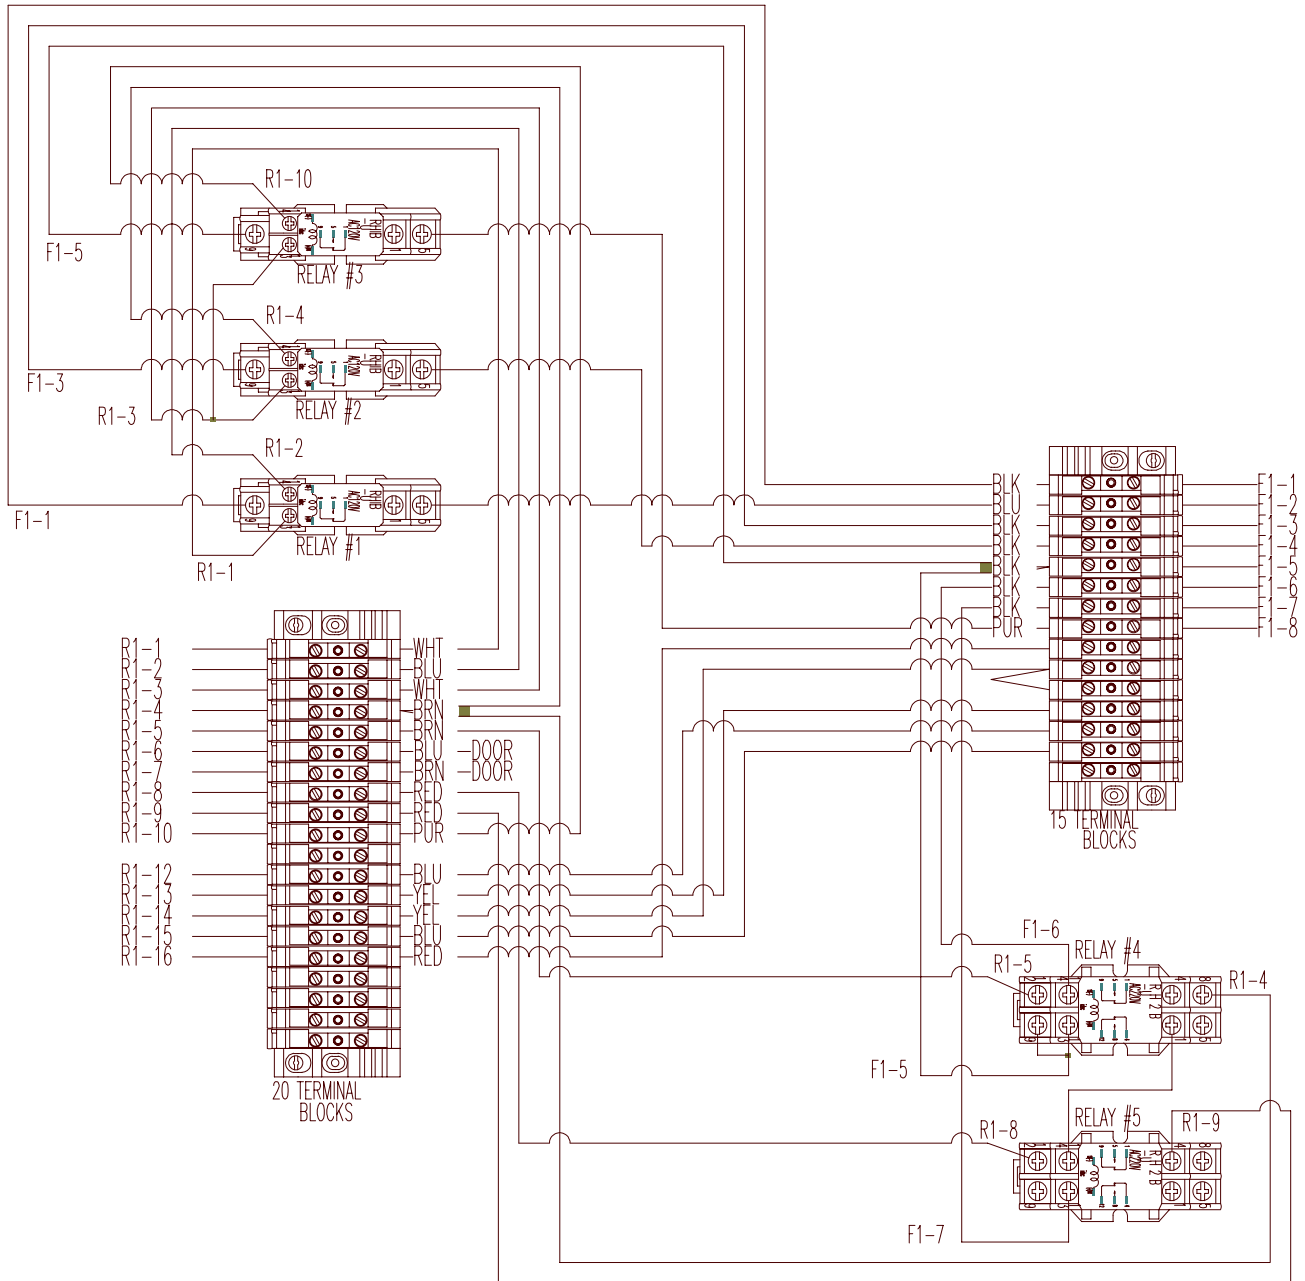 R1-10
F1-5
RELAY #3
R1-4
F1-3
R1-3
RELAY #2
R1-2
F1-1
RELAY #1
R1-1
BLK F1-1
BLU F1-2
BLK F1-3
BLK F1-4
BLK F1-5
BLK F1-6
BLK F1-7
PUR F1-8
15 TERMINAL
BLOCKS
R1-1 WHT
R1-2 BLU
R1-3 WHT
R1-4 BRN
R1-5 BRN
R1-6 BLU DOOR
R1-7 BRN DOOR
R1-8 RED
R1-9 RED
R1-10 PUR
R1-12 BLU
R1-13 YEL
R1-14 YEL
R1-15 BLU
R1-16 RED
20 TERMINAL
BLOCKS
F1-6
RELAY #4
R1-5
R1-4
F1-5
RELAY #5
R1-8
R1-9
F1-7